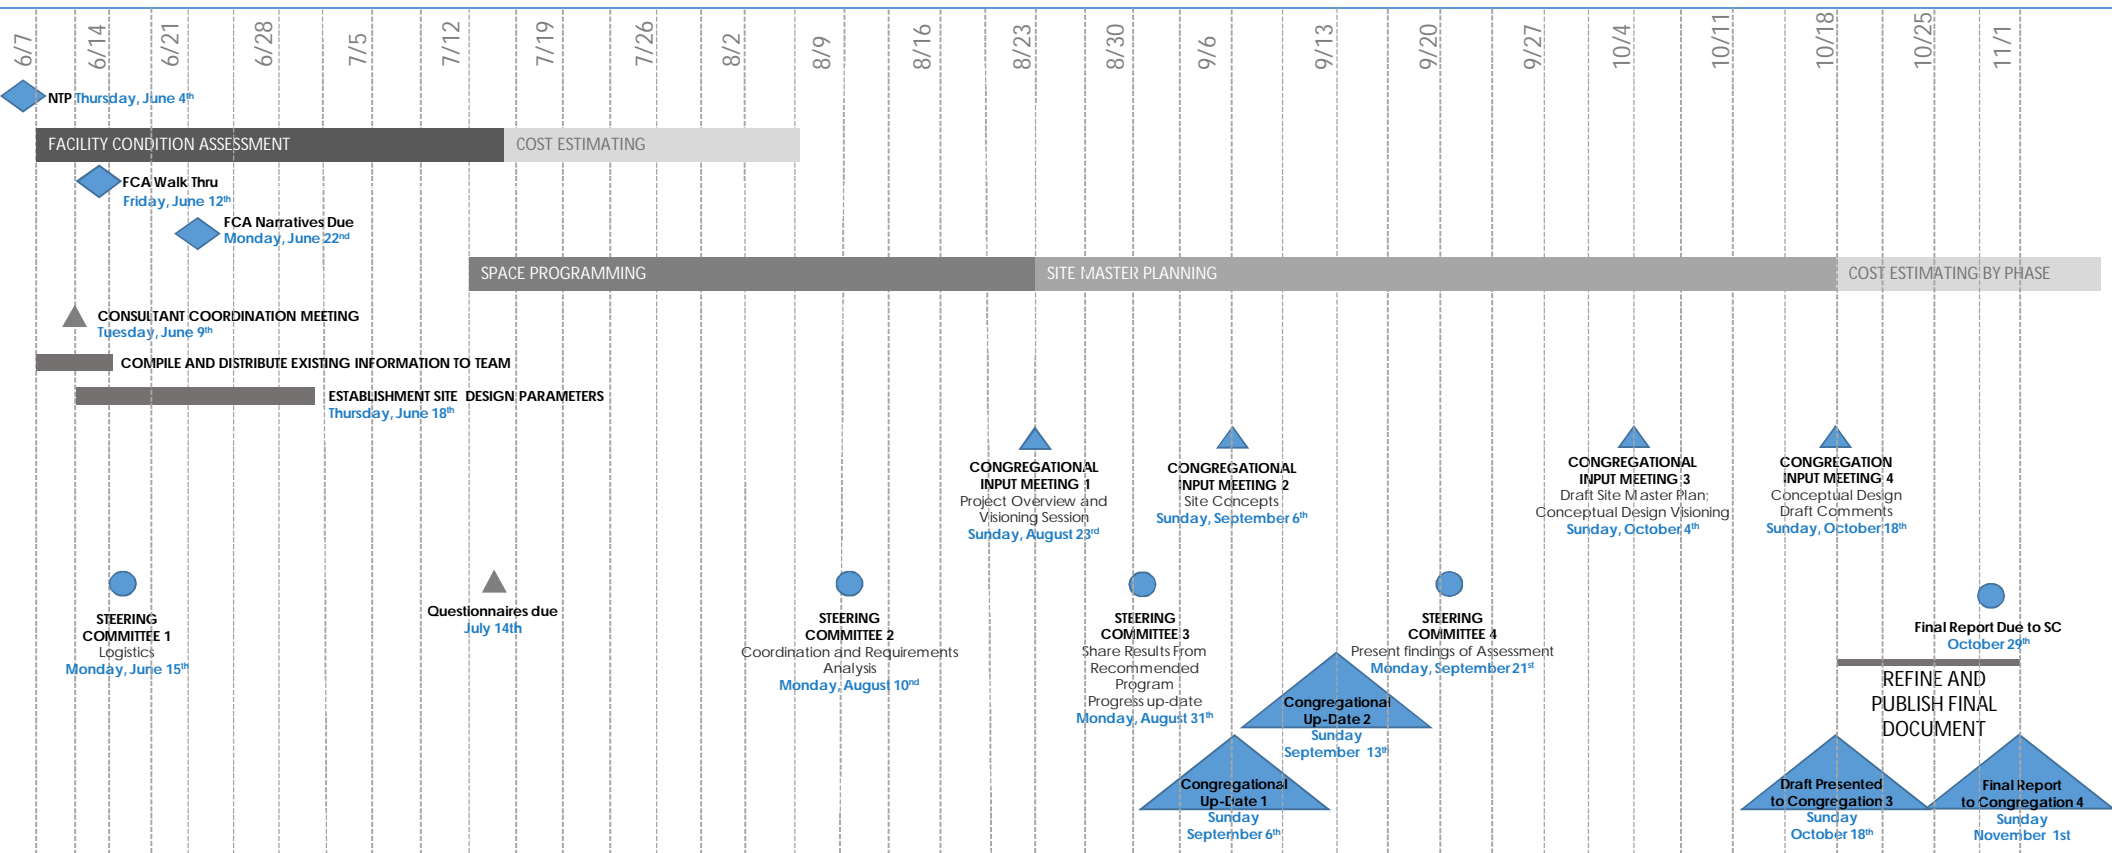 6/7
6/14
6/21
6/28
7/5
7/12
7/19
7/26
8/2
8/9
8/16
8/23
8/30
9/6
9/13
9/20
9/27
10/4
10/11
10/18
10/25
11/1
NTP Thursday, June 4th
FACILITY CONDITION ASSESSMENT
COST ESTIMATING
FCA Walk Thru
Friday, June 12th
FCA Narratives Due
Monday, June 22nd
SPACE PROGRAMMING
SITE MASTER PLANNING
COST ESTIMATING BY PHASE
CONSULTANT COORDINATION MEETING
Tuesday, June 9th
COMPILE AND DISTRIBUTE EXISTING INFORMATION TO TEAM
ESTABLISHMENT SITE DESIGN PARAMETERS
Thursday, June 18th
CONGREGATIONAL
INPUT MEETING 1
Project Overview and
Visioning Session
Sunday, August 23rd
CONGREGATIONAL
INPUT MEETING 2
Site Concepts
Sunday, September 6th
CONGREGATIONAL
INPUT MEETING 3
Draft Site Master Plan;
Conceptual Design Visioning
Sunday, October 4th
CONGREGATION
INPUT MEETING 4
Conceptual Design
Draft Comments
Sunday, October 18th
STEERING
COMMITTEE 1
Logistics
Monday, June 15th
Questionnaires due
July 14th
STEERING
COMMITTEE 2
Coordination and Requirements
Analysis
Monday, August 10nd
STEERING
COMMITTEE 3
Share Results From
Recommended
Program
Progress up-date
Monday, August 31th
STEERING
COMMITTEE 4
Present findings of Assessment
Monday, September 21st
Final Report Due to SC
October 29th
REFINE AND
PUBLISH FINAL
DOCUMENT
Congregational
Up-Date 2
Sunday
September 13th
Congregational
Up-Date 1
Sunday
September 6th
Draft Presented
to Congregation 3
Sunday
October 18th
Final Report
to Congregation 4
Sunday
November 1st